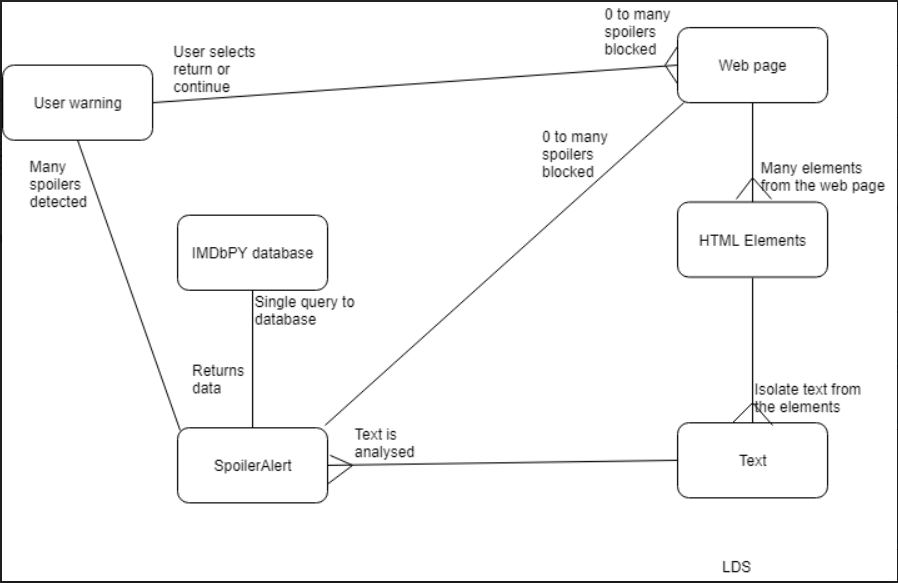 0 to many
spoilers
blocked
User selects
return or
continue
Web page
User warning
0 to many
spoilers
blocked
Many
spoilers
detected
Many elements
from the web page
IMDbPY database
HTML Elements
Single query to
database
Returns
data
Isolate text from
the elements
Text is
analysed
SpoilerAlert
Text
LDS